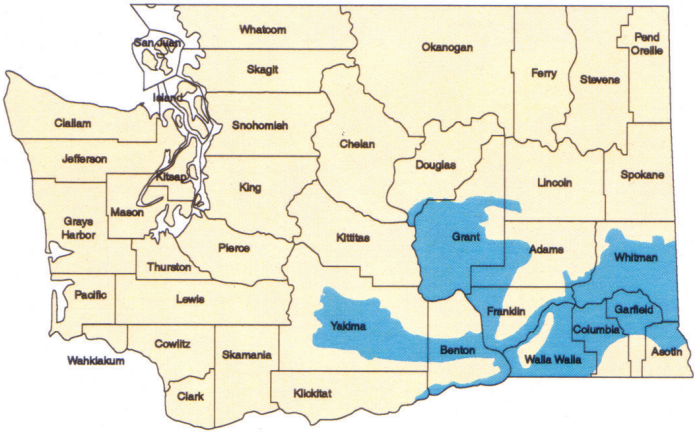 Whatcom
San Juan
Skagit
Island
Okanogan
Ferry
Stevens
Pend
Oreille
Clallam
Snohomish
Chelan
Jefferson
Kitsap
Douglas
Lincoln
Spokane
King
Mason
Grays
Harbor
Grant
Kittitas
Pierce
Adams
Whitman
Thurston
Pacific
Lewis
Yakima
Franklin
Garfield
Columbia
Wahkiakum
Cowlitz
Skamania
Benton
Walla Walla
Asotin
Clark
Klickitat